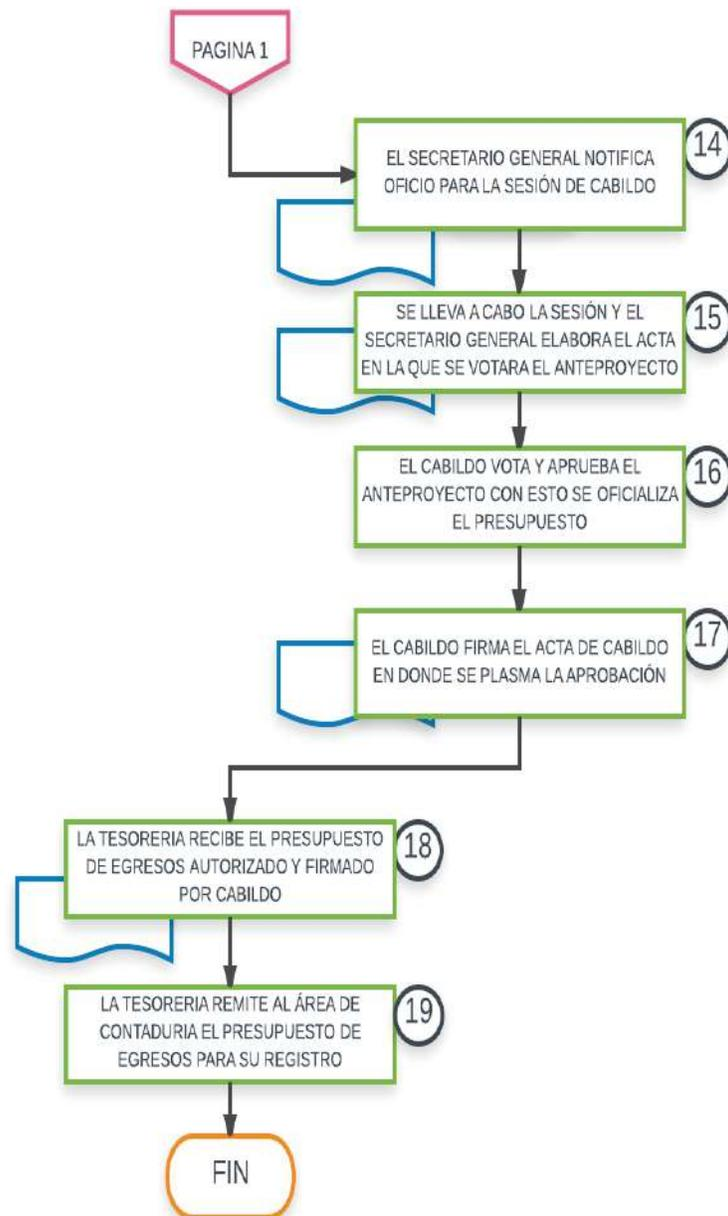 PAGINA 1
14
EL SECRETARIO GENERAL NOTIFICA
OFICIO PARA LA SESIÓN DE CABILDO
15
SE LLEVA A CABO LA SESIÓN Y EL
SECRETARIO GENERAL ELABORA EL ACTA
EN LA QUE SE VOTARA EL ANTEPROYECTO
16
EL CABILDO VOTA Y APRUEBA EL
ANTEPROYECTO CON ESTO SE OFICIALIZA
EL PRESUPUESTO
17
EL CABILDO FIRMA EL ACTA DE CABILDO
EN DONDE SE PLASMA LA APROBACIÓN
18
LA TESORERIA RECIBE EL PRESUPUESTO
DE EGRESOS AUTORIZADO Y FIRMADO
POR CABILDO
19
LA TESORERIA REMITE AL ÁREA DE
CONTADURIA EL PRESUPUESTO DE
EGRESOS PARA SU REGISTRO
FIN